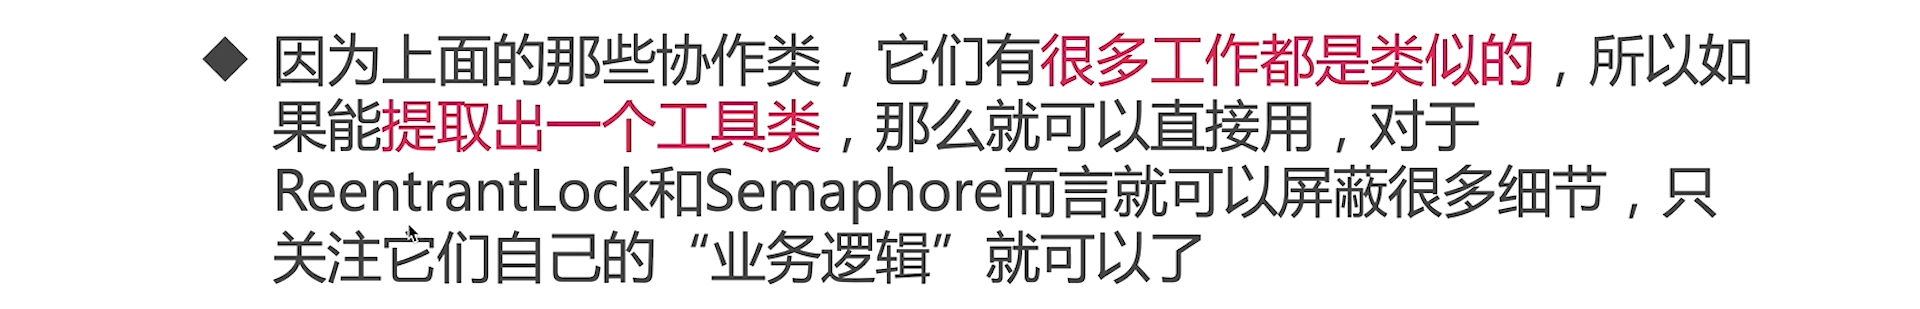 因为上面的那些协作类，它们有很多工作都是类似的，所以如
果能提取出一个工具类，那么就可以直接用，对于
ReentrantLock和Semaphore而言就可以屏蔽很多细节，只
关注它们自己的“业务逻辑”就可以了